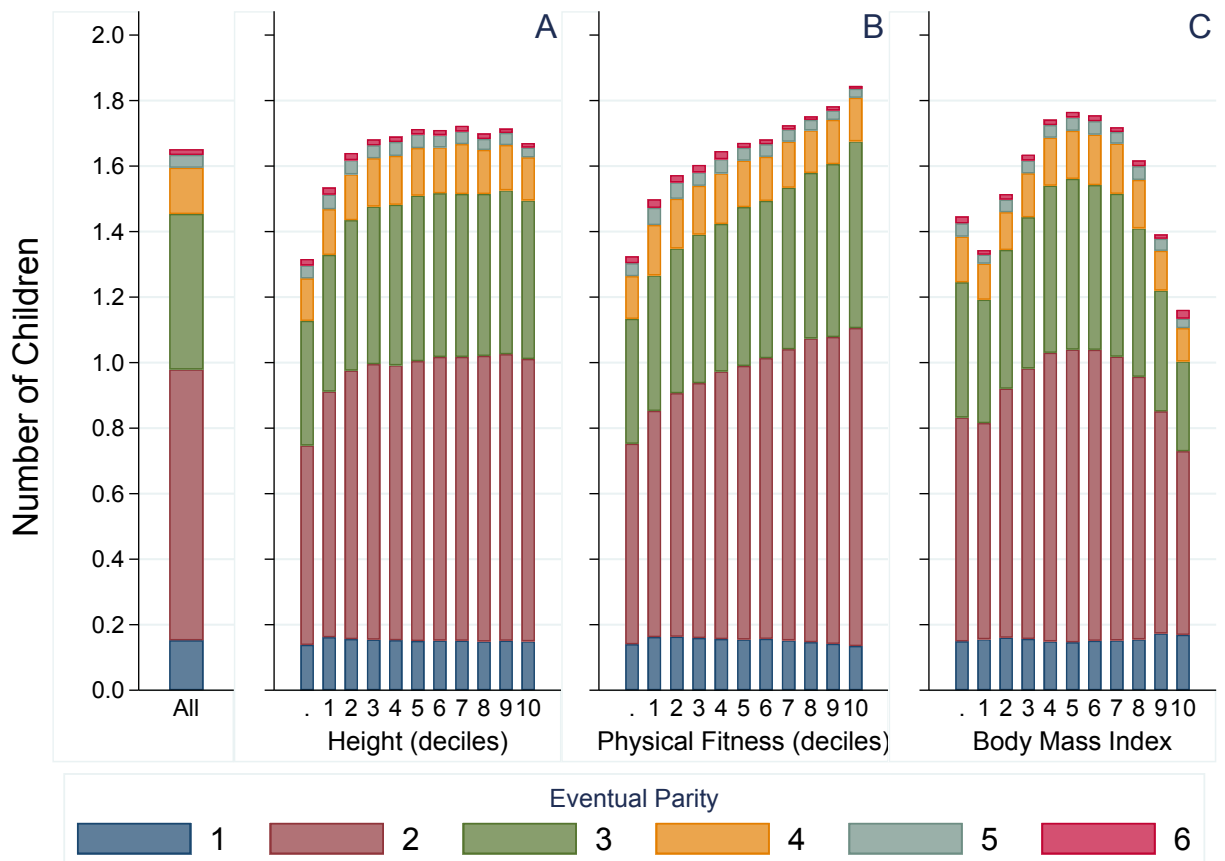 A
B
C
Number of Children
2.0
1.8
1.6
1.4
1.2
1.0
0.8
0.6
0.4
0.2
0.0
All
. 1 2 3 4 5 6 7 8 9 10
. 1 2 3 4 5 6 7 8 9 10
. 1 2 3 4 5 6 7 8 9 10
Height (deciles)
Physical Fitness (deciles)
Body Mass Index
Eventual Parity
1 2 3 4 5 6